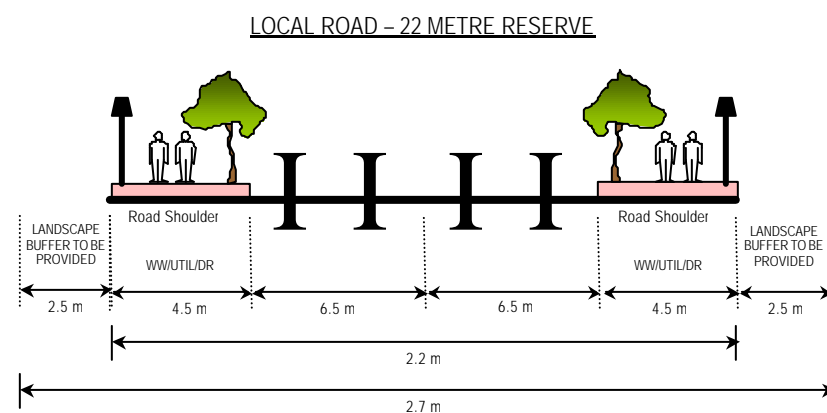 LOCAL ROAD – 22 METRE RESERVE
Road Shoulder
Road Shoulder
LANDSCAPE
BUFFER TO BE
PROVIDED
WW/UTIL/DR
WW/UTIL/DR
LANDSCAPE
BUFFER TO BE
PROVIDED
2.5 m
4.5 m
6.5 m
6.5 m
4.5 m
2.5 m
2.2 m
2.7 m